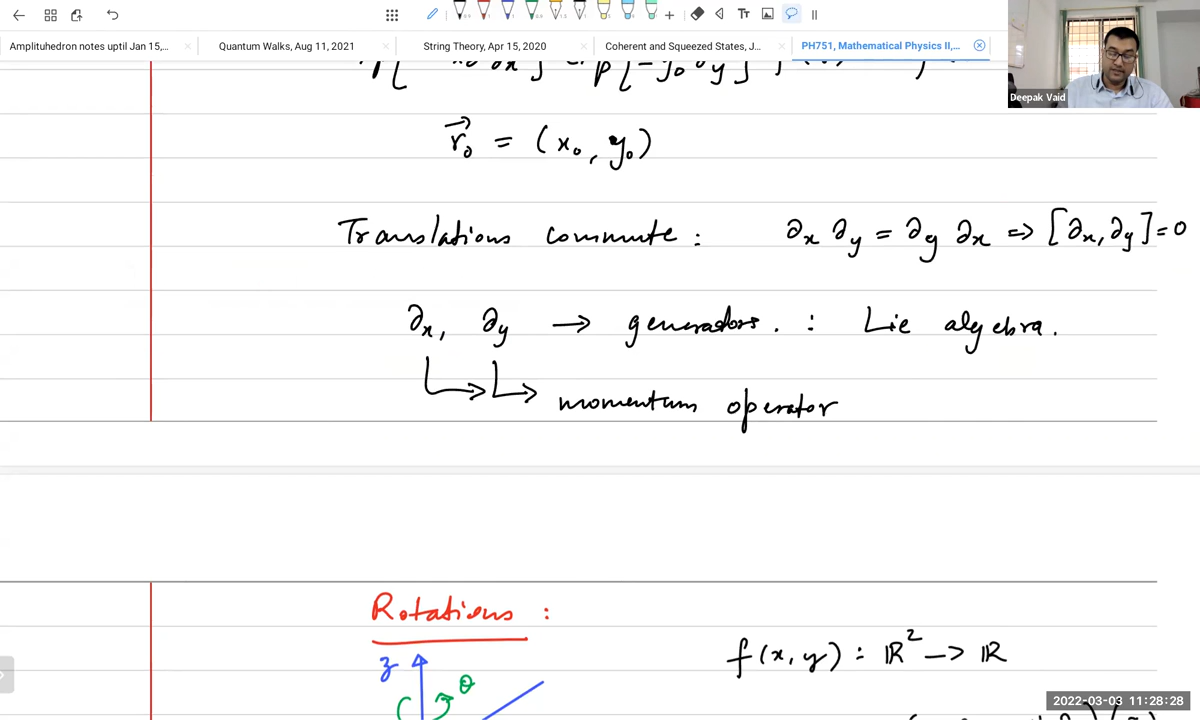 Amplituhedron notes uptil Jan 15,...
Quantum Walks, Aug 11, 2021
String Theory, Apr 15, 2020
Coherent and Squeezed States, J...
PH751, Mathematical Physics II,...
Deepak Vaid
r⃗₀ = (x₀, y₀)
Translations commute : ∂x ∂y = ∂y ∂x ⇒ [∂x, ∂y] = 0
∂x, ∂y → generators. : Lie algebra.
momentum operator
Rotations :
f(x, y) : ℝ² → ℝ
z
θ
2022-03-03 11:28:28